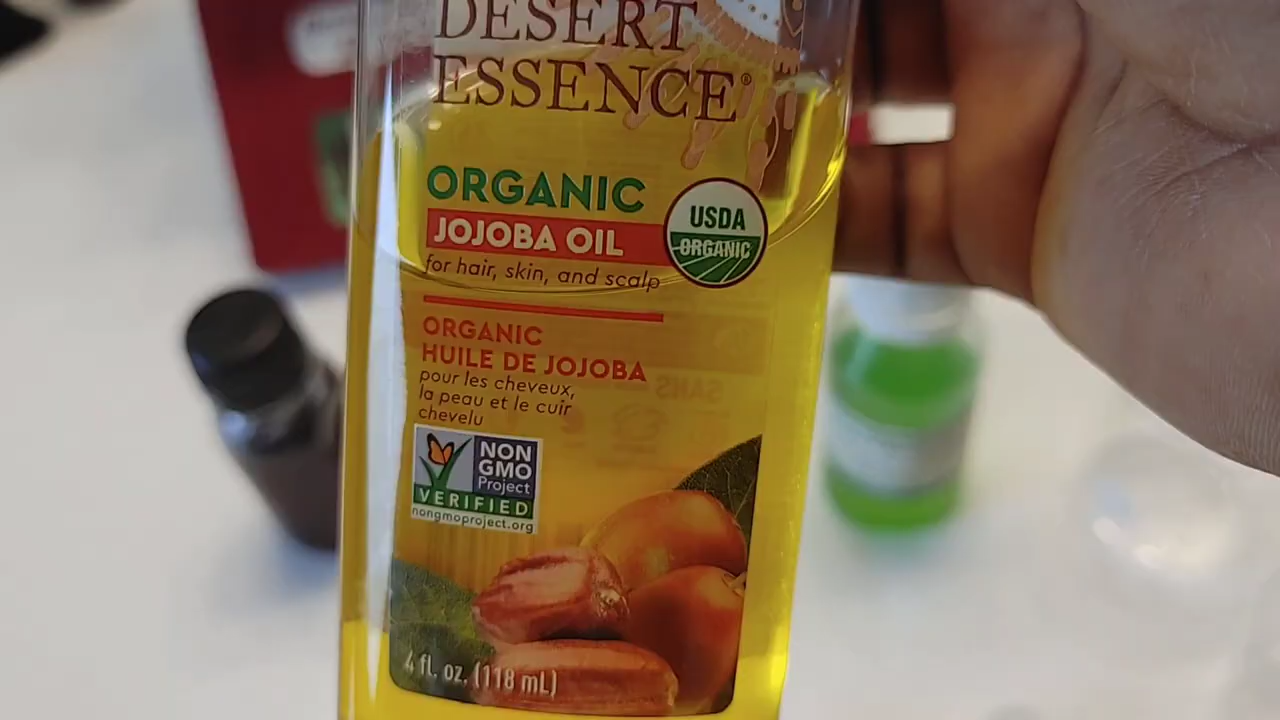 DESERT
ESSENCE®
ORGANIC
JOJOBA OIL
for hair, skin, and scalp
USDA
ORGANIC
ORGANIC
HUILE DE JOJOBA
pour les cheveux,
la peau et le cuir
chevelu
NON
GMO
Project
VERIFIED
nongmoproject.org
SANS
4 fl. oz. (118 mL)